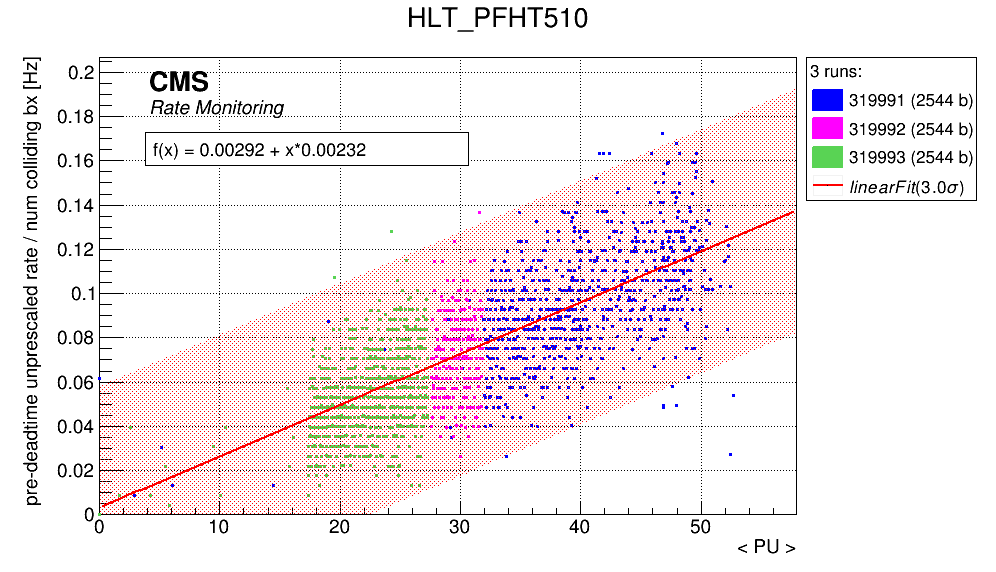 HLT_PFHT510
pre-deadtime unprescaled rate / num colliding bx [Hz]
0.2
0.18
0.16
0.14
0.12
0.1
0.08
0.06
0.04
0.02
0
CMS
Rate Monitoring
f(x) = 0.00292 + x*0.00232
3 runs:
319991 (2544 b)
319992 (2544 b)
319993 (2544 b)
linearFit(3.0σ)
0 10 20 30 40 50
< PU >